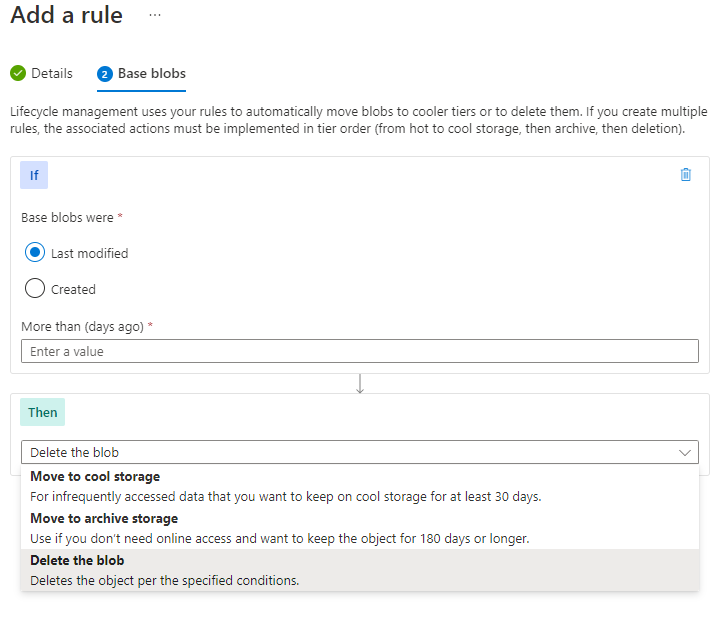 Add a rule ...
Details 2 Base blobs
Lifecycle management uses your rules to automatically move blobs to cooler tiers or to delete them. If you create multiple
rules, the associated actions must be implemented in tier order (from hot to cool storage, then archive, then deletion).
If
Base blobs were *
Last modified
Created
More than (days ago) *
Enter a value
Then
Delete the blob
Move to cool storage
For infrequently accessed data that you want to keep on cool storage for at least 30 days.
Move to archive storage
Use if you don't need online access and want to keep the object for 180 days or longer.
Delete the blob
Deletes the object per the specified conditions.